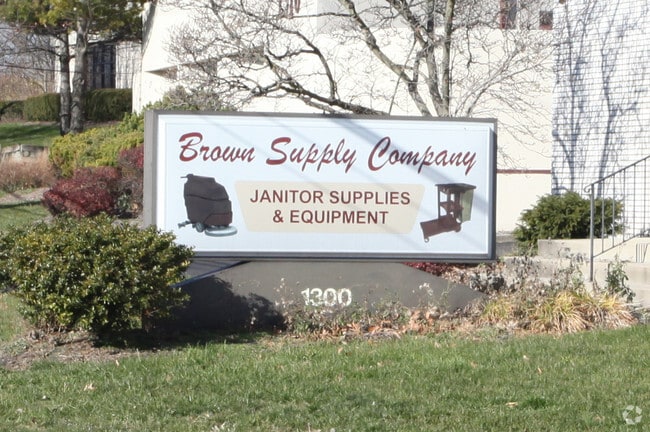 Brown Supply Company
JANITOR SUPPLIES
& EQUIPMENT
1300